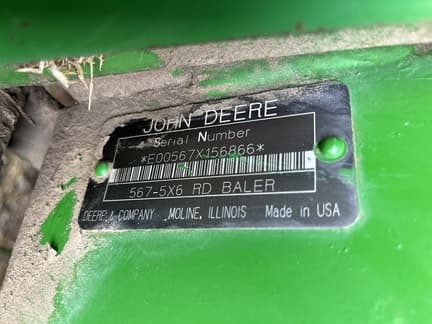 JOHN DEERE
Serial Number
*E00567X156866*
567-5X6 RD BALER
DEERE & COMPANY MOLINE, ILLINOIS Made in USA